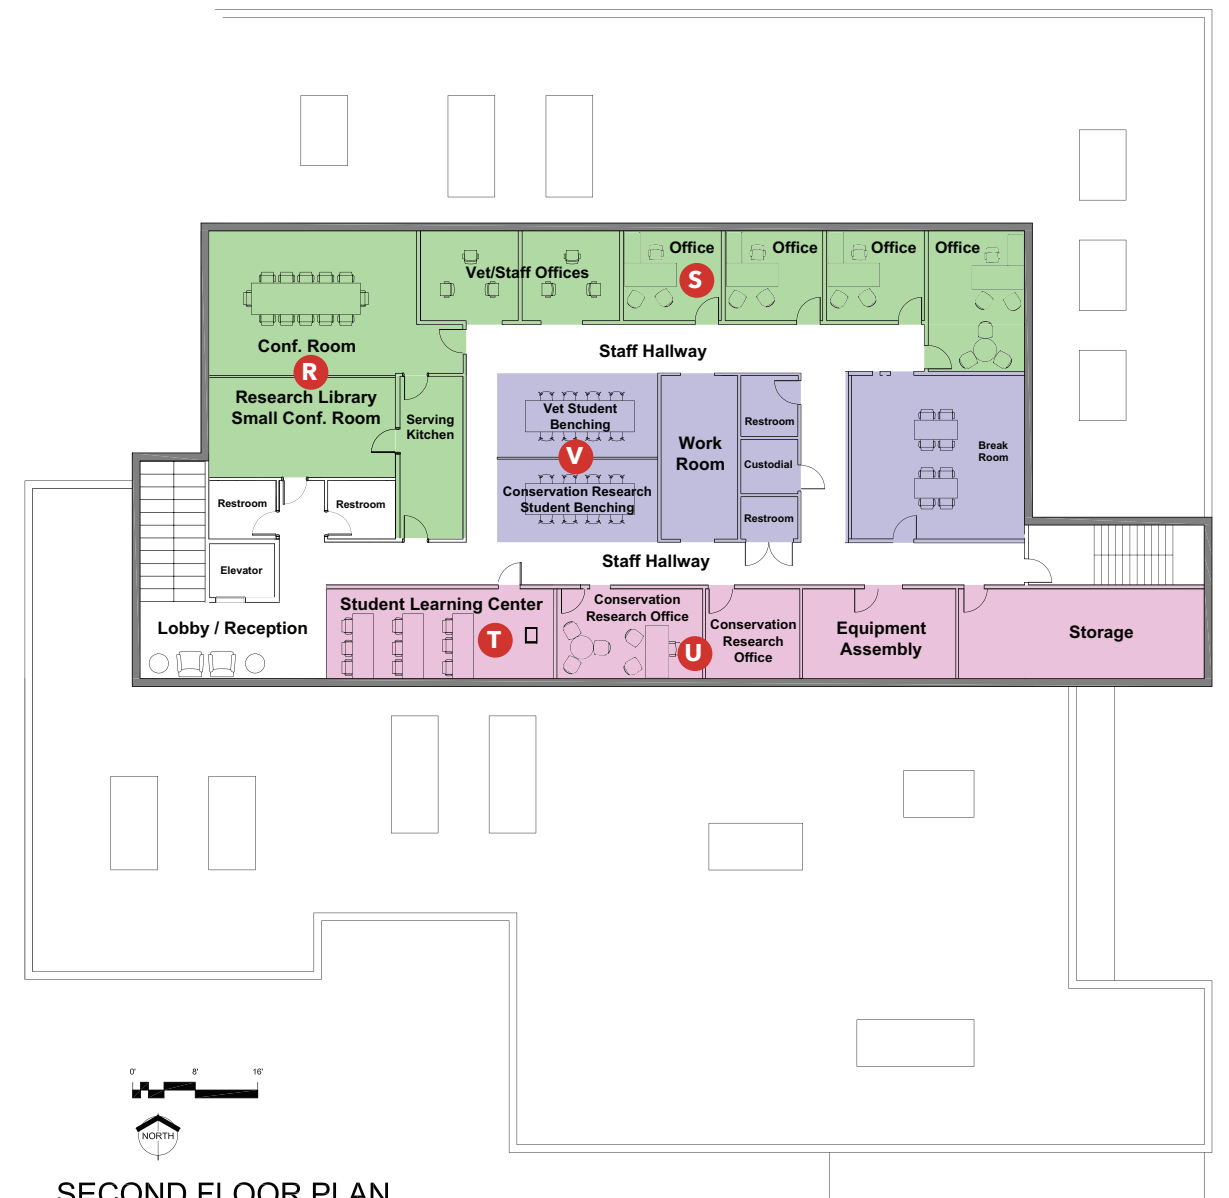 Office
Office
Office
Office
Vet/Staff Offices
S
Conf. Room
Staff Hallway
R
Research Library
Small Conf. Room
Serving
Kitchen
Vet Student
Benching
V
Conservation Research
Student Benching
Work
Room
Restroom
Custodial
Restroom
Break
Room
Restroom
Restroom
Elevator
Staff Hallway
Lobby / Reception
Student Learning Center
T
Conservation
Research Office
U
Conservation
Research
Office
Equipment
Assembly
Storage
0' 8' 16'
NORTH
SECOND FLOOR PLAN